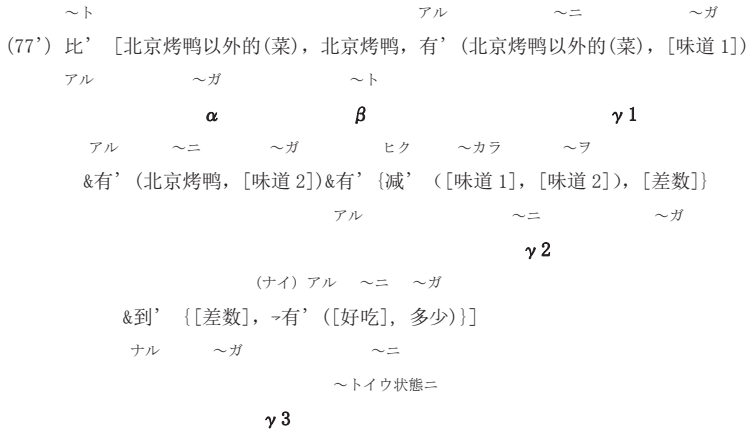 ～ト アル ～ニ ～ガ
(77’) 比’ [北京烤鸭以外的(菜), 北京烤鸭, 有’(北京烤鸭以外的(菜), [味道 1])
アル ～ガ ～ト
α β γ1
アル ～ニ ～ガ ヒク ～カラ ～ヲ
&有’(北京烤鸭, [味道 2])&有’{减’([味道 1], [味道 2]), [差数]}
アル ～ニ ～ガ
γ2
(ナイ) アル ～ニ ～ガ
&到’ {[差数], ¬有’([好吃], 多少)}]
ナル ～ガ ～ニ
～トイウ状態ニ
γ3